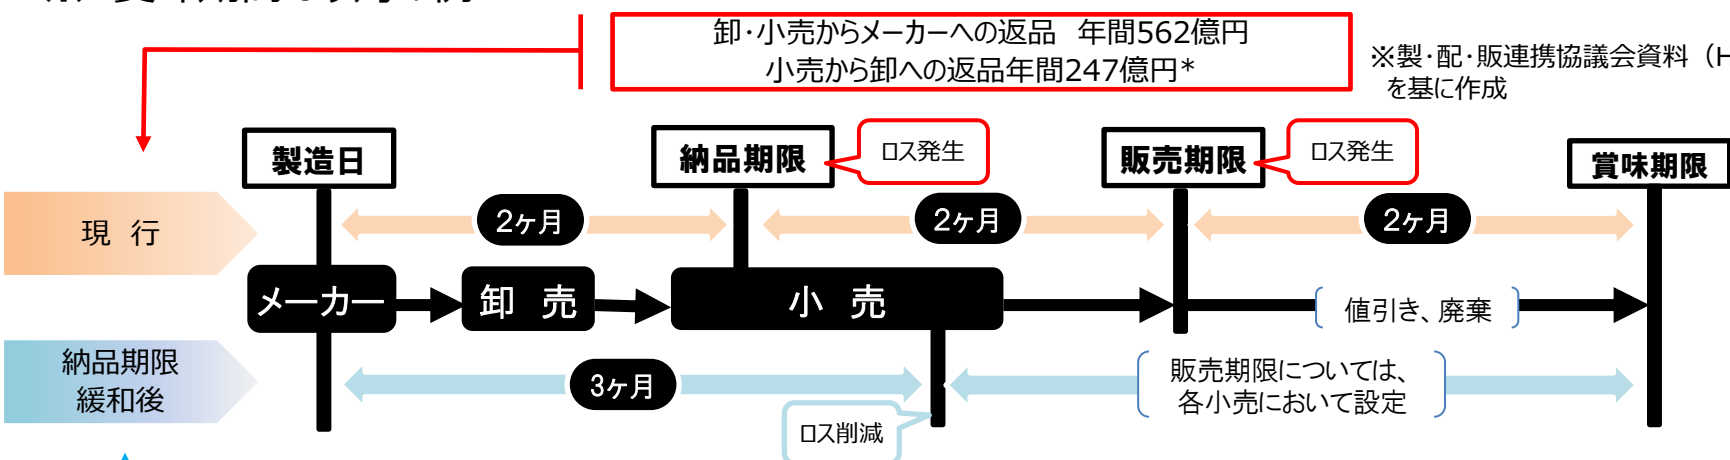 卸・小売からメーカーへの返品　年間562億円
小売から卸への返品年間247億円*
※製・配・販連携協議会資料（H
を基に作成
製造日
納品期限
ロス発生
販売期限
ロス発生
賞味期限
現　行
2ヶ月
2ヶ月
2ヶ月
メーカー
卸　売
小　売
値引き、廃棄
納品期限
緩和後
3ヶ月
販売期限については、
各小売において設定
ロス削減